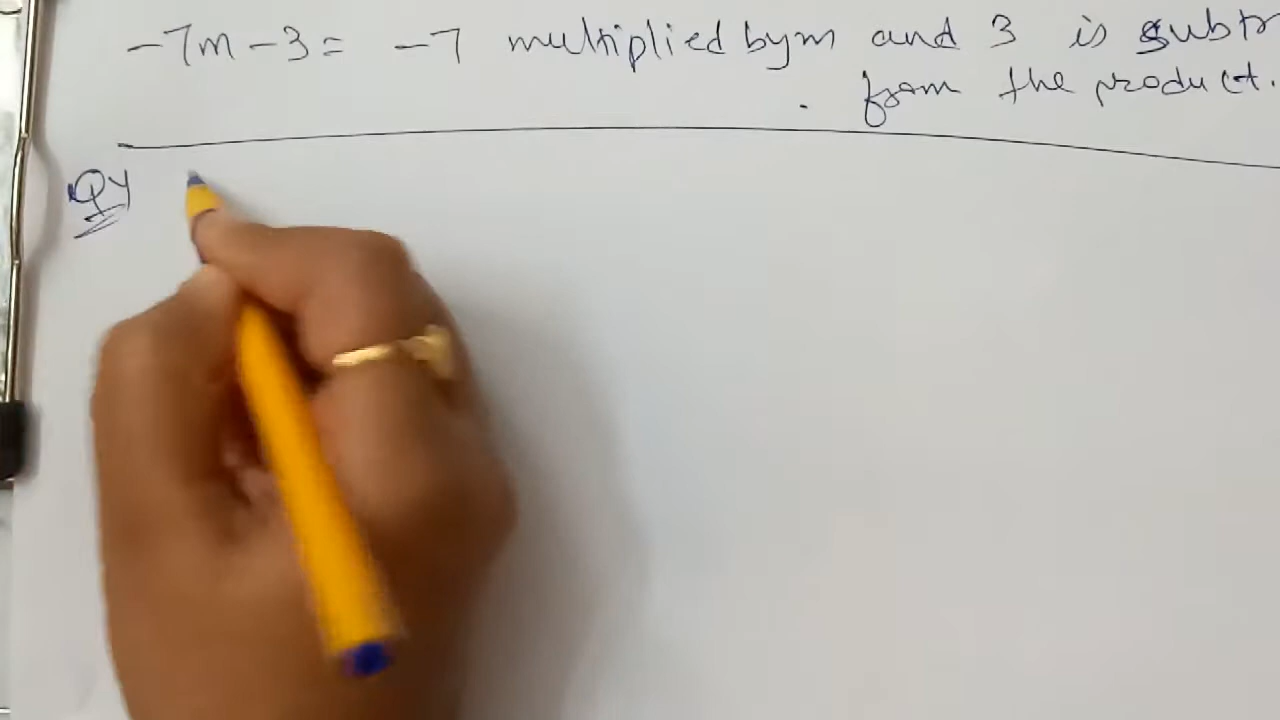 -7m-3= -7 multiplied by m and 3 is subtr
from the product.
Q4